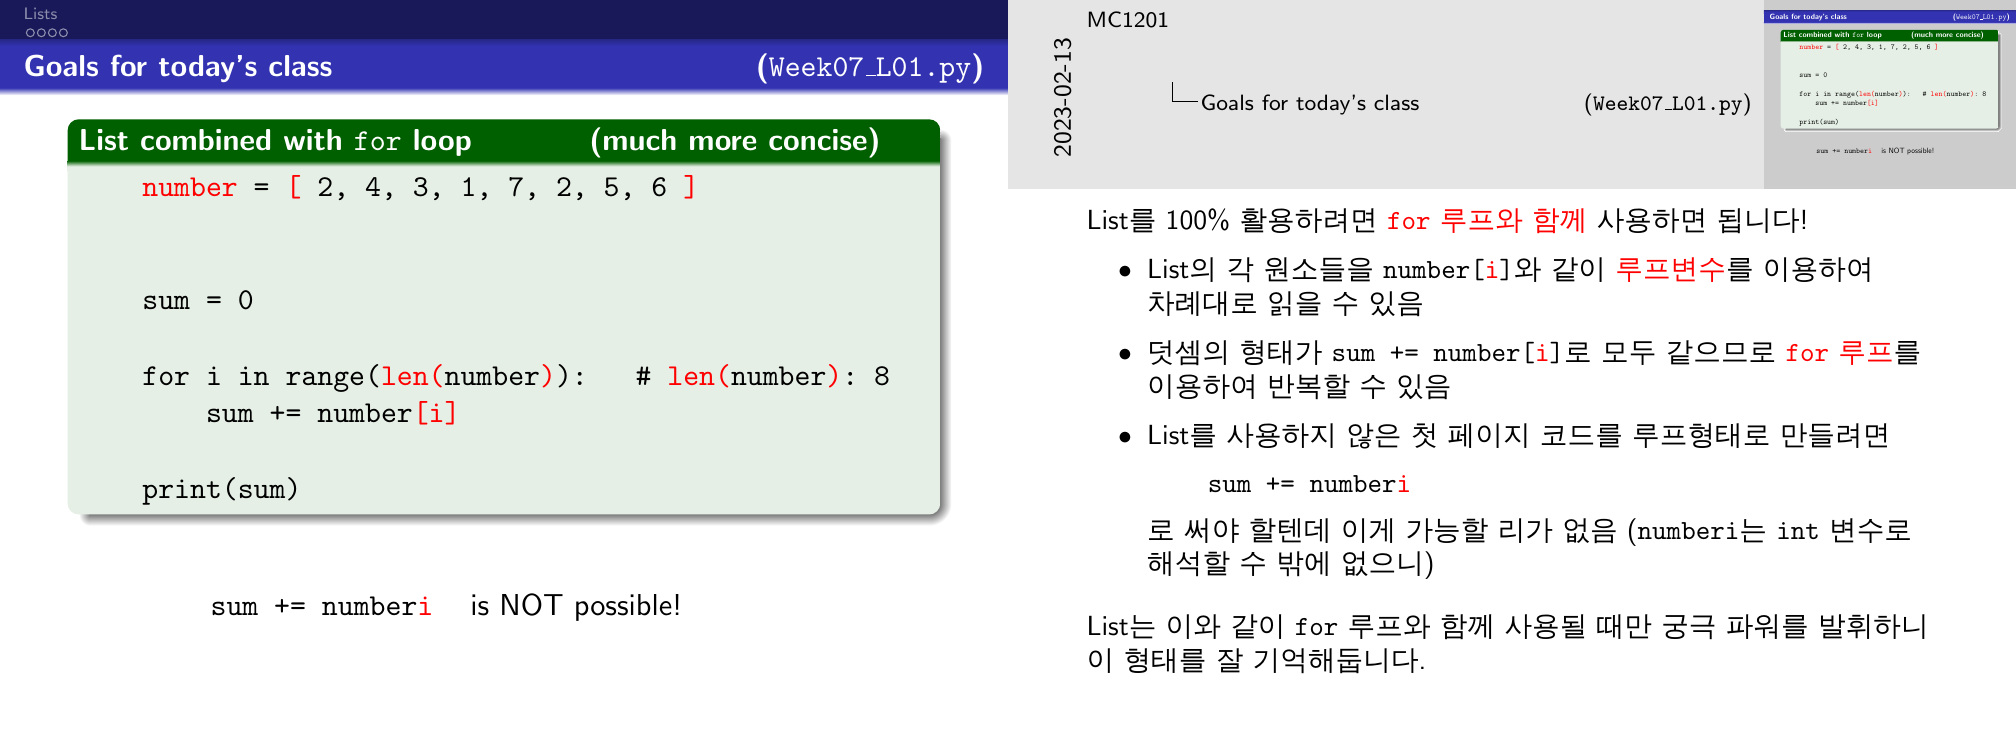 Lists
Goals for today's class (Week07_L01.py)
List combined with for loop (much more concise)
number = [ 2, 4, 3, 1, 7, 2, 5, 6 ]
sum = 0
for i in range(len(number)): # len(number): 8
sum += number[i]
print(sum)
sum += numberi is NOT possible!
MC1201
2023-02-13
Goals for today's class (Week07_L01.py)
Goals for today's class (Week07_L01.py)
List combined with for loop (much more concise)
number = [ 2, 4, 3, 1, 7, 2, 5, 6 ]
sum = 0
for i in range(len(number)): # len(number): 8
sum += number[i]
print(sum)
sum += numberi is NOT possible!
List를 100% 활용하려면 for 루프와 함께 사용하면 됩니다!
• List의 각 원소들을 number[i]와 같이 루프변수를 이용하여
차례대로 읽을 수 있음
• 덧셈의 형태가 sum += number[i]로 모두 같으므로 for 루프를
이용하여 반복할 수 있음
• List를 사용하지 않은 첫 페이지 코드를 루프형태로 만들려면
sum += numberi
로 써야 할텐데 이게 가능할 리가 없음 (numberi는 int 변수로
해석할 수 밖에 없으니)
List는 이와 같이 for 루프와 함께 사용될 때만 궁극 파워를 발휘하니
이 형태를 잘 기억해둡니다.